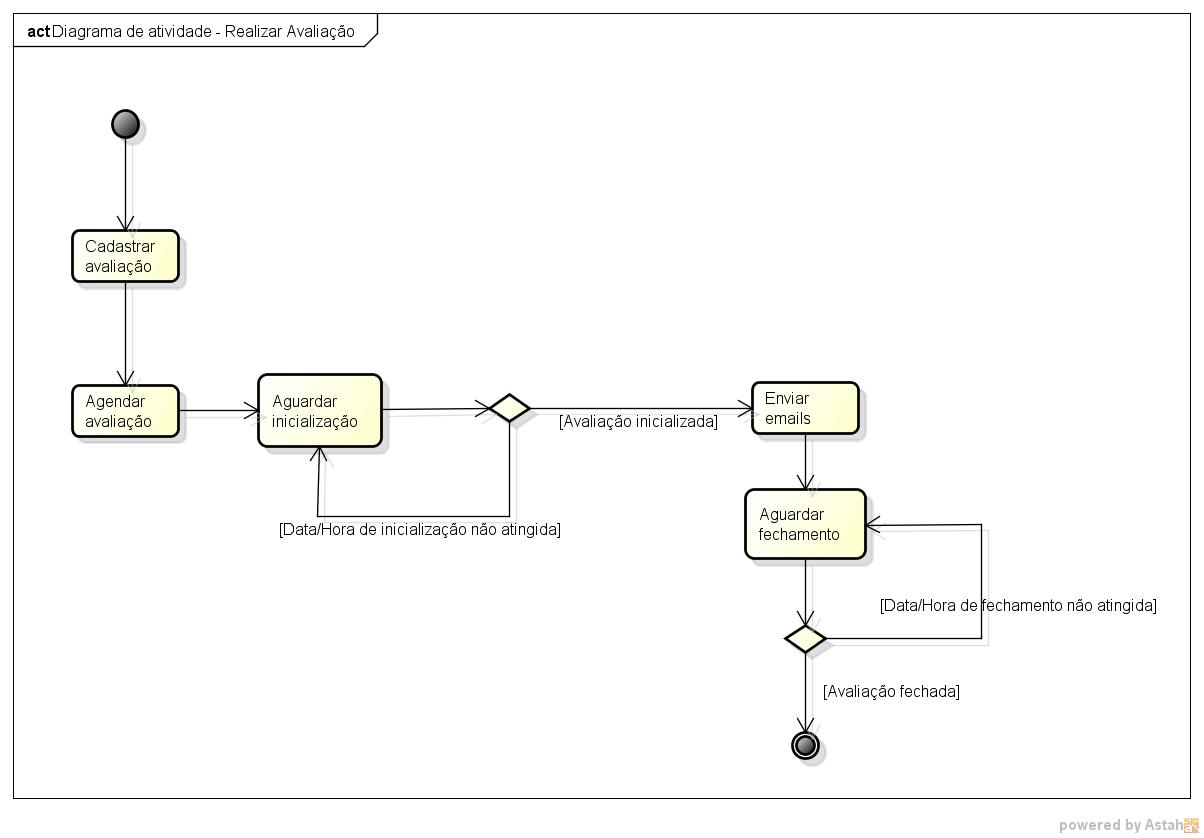 act Diagrama de atividade - Realizar Avaliação
Cadastrar
avaliação
Agendar
avaliação
Aguardar
inicialização
[Data/Hora de inicialização não atingida]
[Avaliação inicializada]
Enviar
emails
Aguardar
fechamento
[Data/Hora de fechamento não atingida]
[Avaliação fechada]
powered by Astah